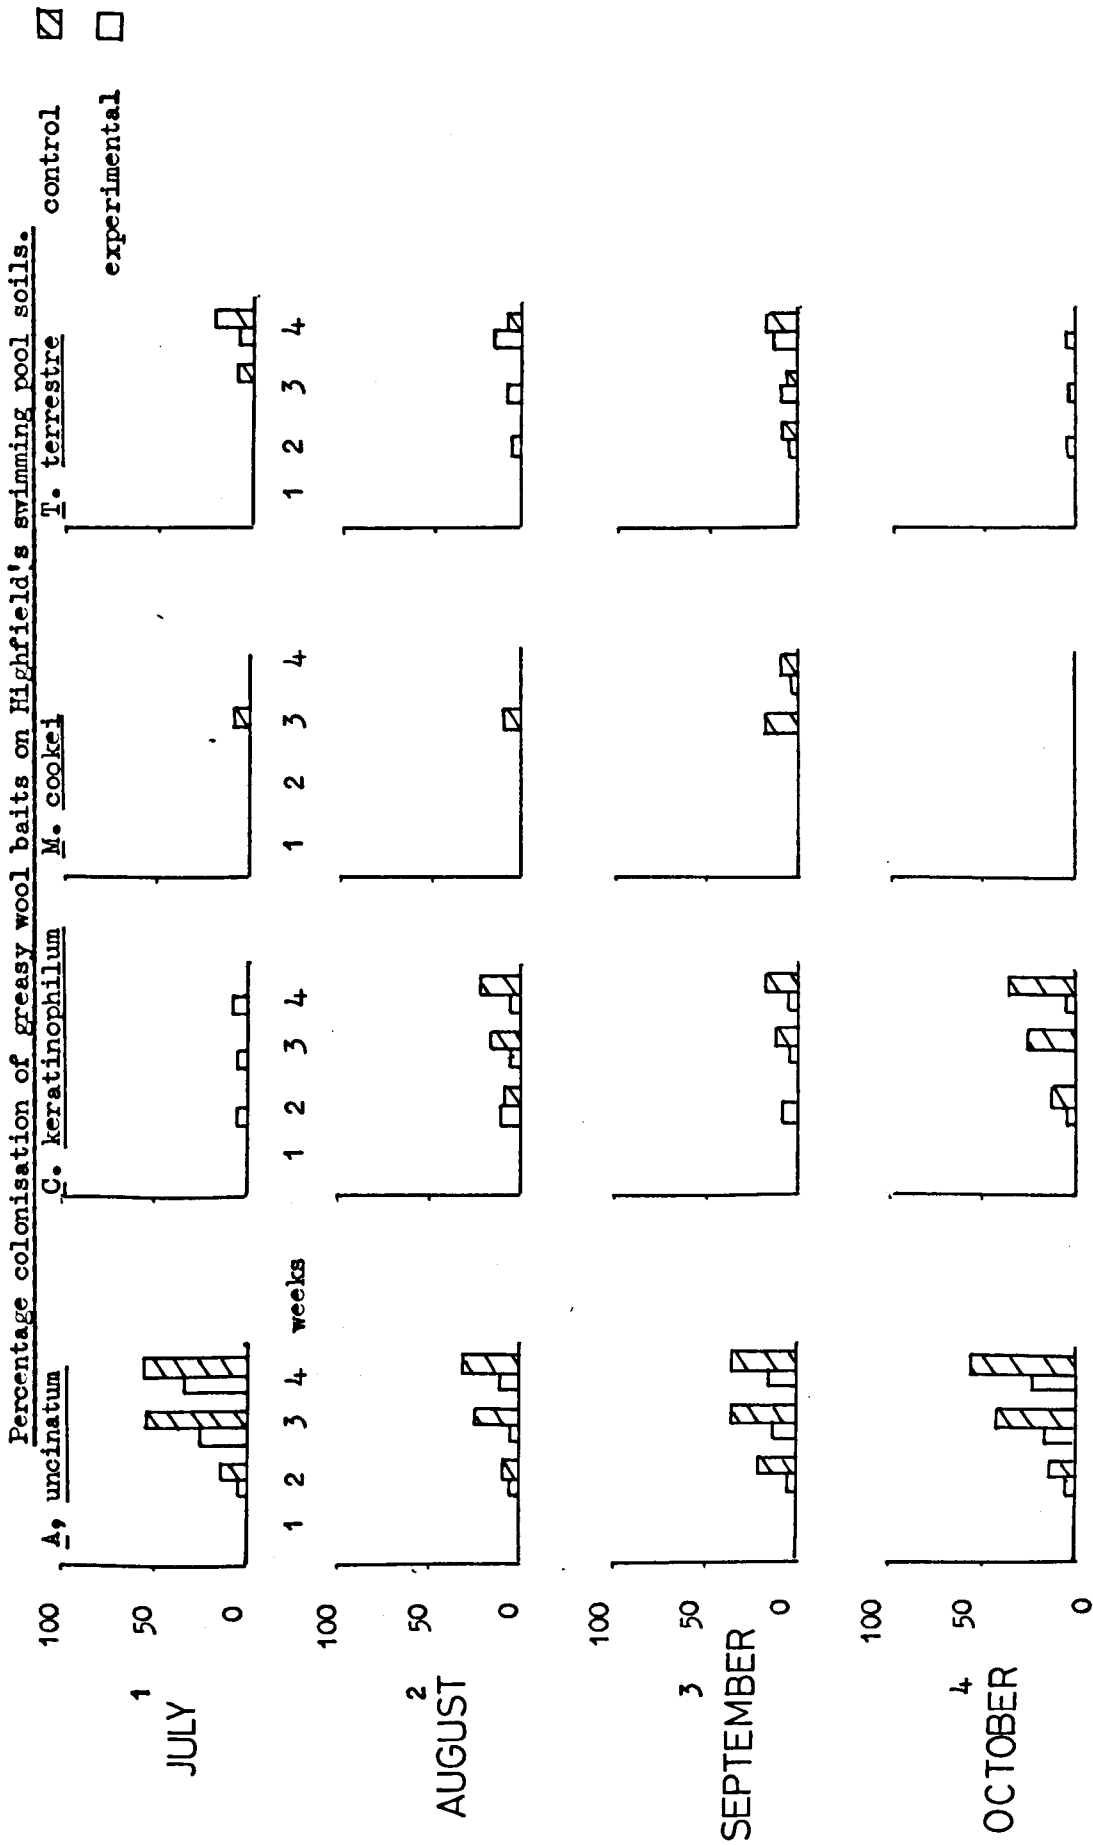 Percentage colonisation of greasy wool baits on Highfield's swimming pool soils.
control
experimental
A, uncinatum
C. keratinophilum
M. cookei
T. terrestre
100
50
0
1
JULY
1 2 3 4 weeks
1 2 3 4
1 2 3 4
1 2 3 4
100
50
0
2
AUGUST
100
50
0
3
SEPTEMBER
100
50
0
4
OCTOBER